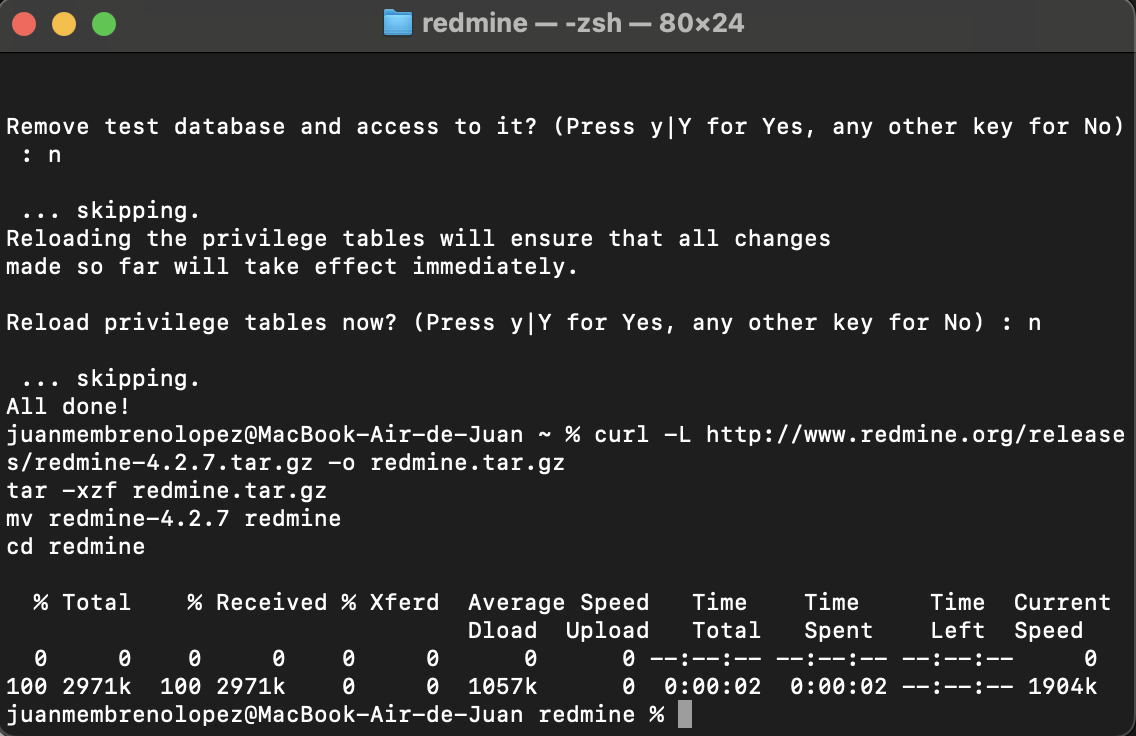 redmine — -zsh — 80×24
Remove test database and access to it? (Press y|Y for Yes, any other key for No)
 : n
 ... skipping.
Reloading the privilege tables will ensure that all changes
made so far will take effect immediately.
Reload privilege tables now? (Press y|Y for Yes, any other key for No) : n
 ... skipping.
All done!
juanmembrenolopez@MacBook-Air-de-Juan ~ % curl -L http://www.redmine.org/release
s/redmine-4.2.7.tar.gz -o redmine.tar.gz
tar -xzf redmine.tar.gz
mv redmine-4.2.7 redmine
cd redmine
  % Total    % Received % Xferd  Average Speed   Time    Time     Time  Current
                                 Dload  Upload   Total   Spent    Left  Speed
  0     0    0     0    0     0      0      0 --:--:-- --:--:-- --:--:--     0
100 2971k  100 2971k    0     0  1057k      0  0:00:02  0:00:02 --:--:-- 1904k
juanmembrenolopez@MacBook-Air-de-Juan redmine %